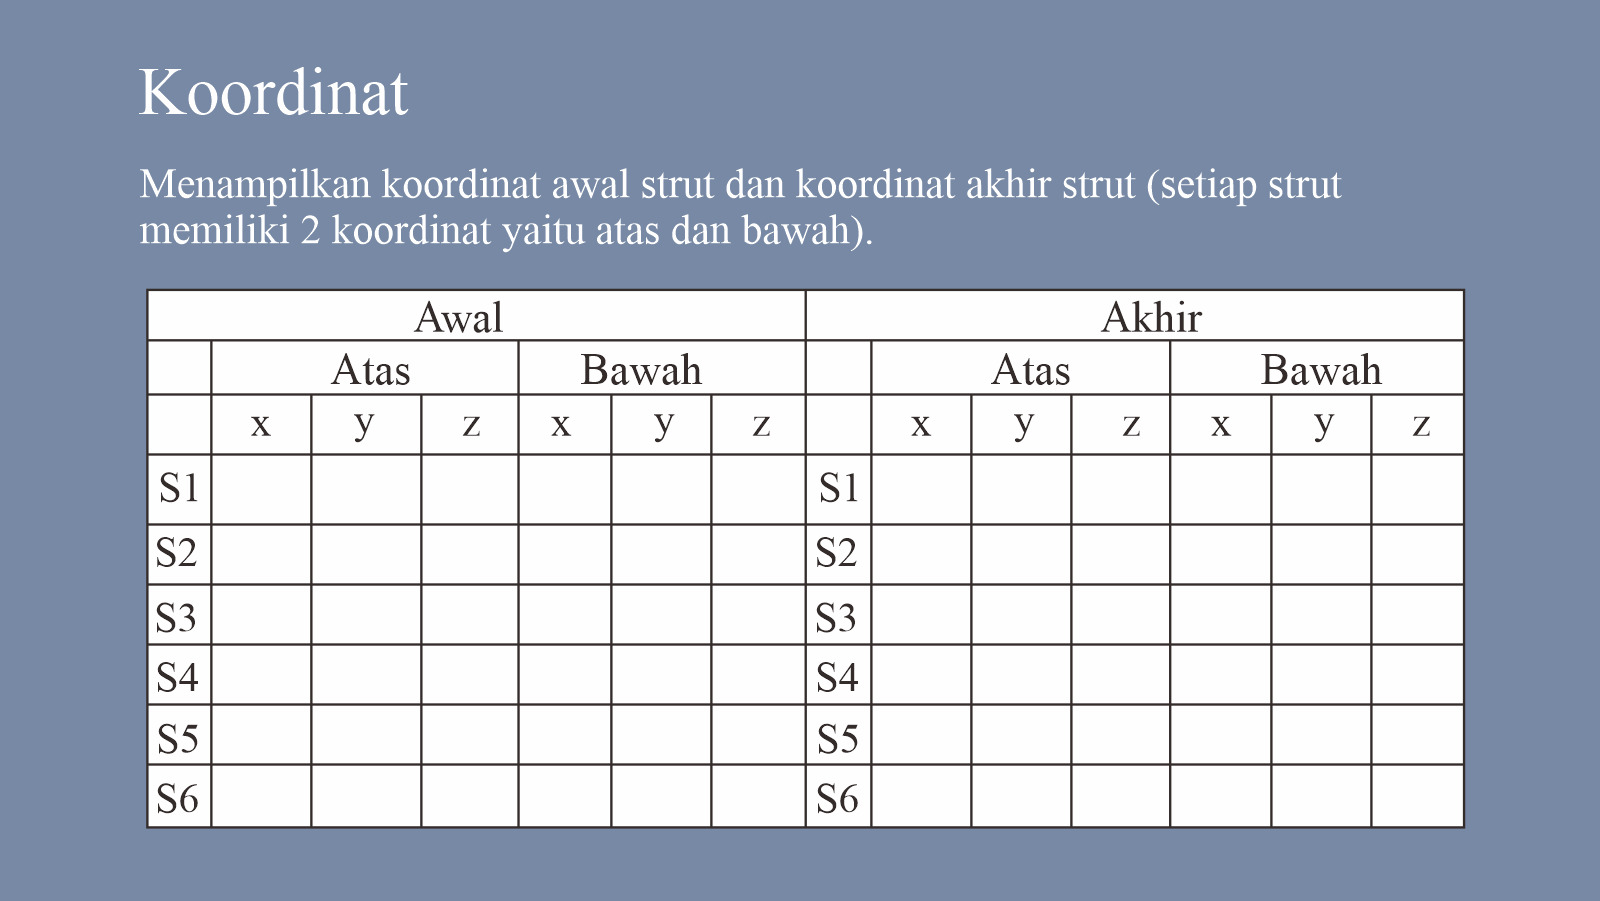 Koordinat
Menampilkan koordinat awal strut dan koordinat akhir strut (setiap strut
memiliki 2 koordinat yaitu atas dan bawah).
Awal Akhir
Atas Bawah Atas Bawah
x y z x y z x y z x y z
S1 S1
S2 S2
S3 S3
S4 S4
S5 S5
S6 S6